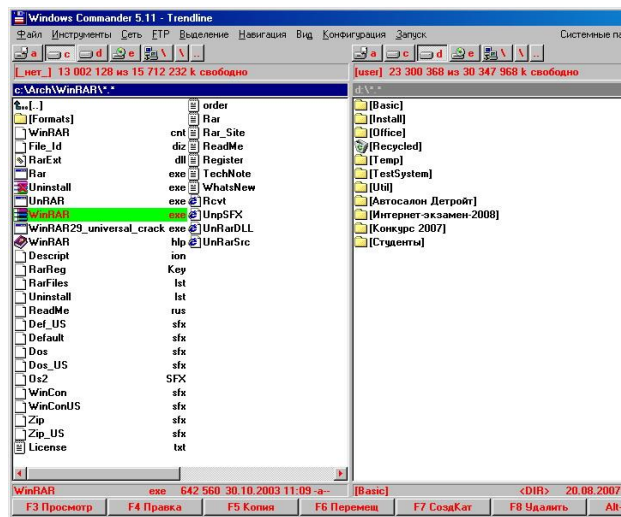 Windows Commander 5.11 - Trendline
Файл Инструменты Сеть FTP Выделение Навигация Вид Конфигурация Запуск Системные па
a c d e \ \ .. a c d e \ \ ..
[_нет_] 13 002 128 из 15 712 232 k свободно [user] 23 300 368 из 30 347 968 k свободно
c:\Arch\WinRAR\*.* d:\*.*
[..] order [Basic]
[Formats] Rar [Install]
WinRAR cnt Rar_Site [Office]
File_Id diz ReadMe [Recycled]
RarExt dll Register [Temp]
Rar exe TechNote [TestSystem]
Uninstall exe WhatsNew [Util]
UnRAR exe Rcvt [Автосалон Детройт]
WinRAR exe UnpSFX [Интернет-экзамен-2008]
WinRAR29_universal_crack exe UnRarDLL [Конкурс 2007]
WinRAR hlp UnRarSrc [Студенты]
Descript ion
RarReg Key
RarFiles lst
Uninstall lst
ReadMe rus
Def_US sfx
Default sfx
Dos sfx
Dos_US sfx
Os2 SFX
WinCon sfx
WinConUS sfx
Zip sfx
Zip_US sfx
License txt
WinRAR exe 642 560 30.10.2003 11:09 -a-- [Basic] <DIR> 20.08.2007
F3 Просмотр F4 Правка F5 Копия F6 Перемещ F7 СоздКат F8 Удалить Alt-